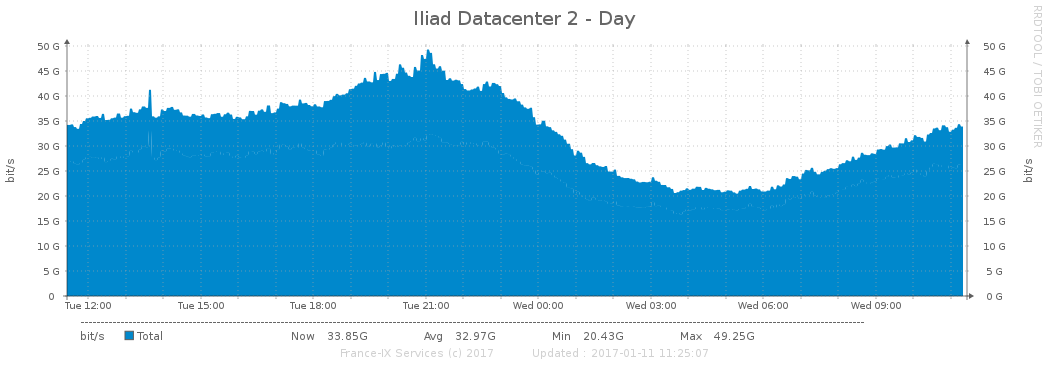 Iliad Datacenter 2 - Day
RRDTOOL / TOBI OETIKER
50 G 50 G
45 G 45 G
40 G 40 G
35 G 35 G
30 G 30 G
25 G 25 G
20 G 20 G
15 G 15 G
10 G 10 G
5 G 5 G
0 0 G
bit/s bit/s
Tue 12:00 Tue 15:00 Tue 18:00 Tue 21:00 Wed 00:00 Wed 03:00 Wed 06:00 Wed 09:00
bit/s Total Now 33.85G Avg 32.97G Min 20.43G Max 49.25G
France-IX Services (c) 2017 Updated : 2017-01-11 11:25:07